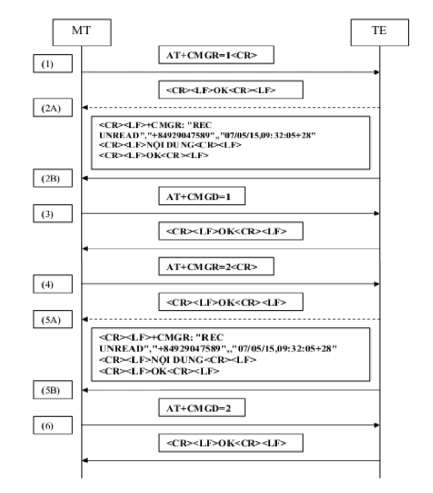 MT
TE
AT+CMGR=1<CR>
(1)
<CR><LF>OK<CR><LF>
(2A)
<CR><LF>+CMGR: "REC
UNREAD","+84929047589",,"07/05/15,09:32:05+28"
<CR><LF>NỘI DUNG<CR><LF>
<CR><LF>OK<CR><LF>
(2B)
AT+CMGD=1
(3)
<CR><LF>OK<CR><LF>
AT+CMGR=2<CR>
(4)
<CR><LF>OK<CR><LF>
(5A)
<CR><LF>+CMGR: "REC
UNREAD","+84929047589",,"07/05/15,09:32:05+28"
<CR><LF>NỘI DUNG<CR><LF>
<CR><LF>OK<CR><LF>
(5B)
AT+CMGD=2
(6)
<CR><LF>OK<CR><LF>